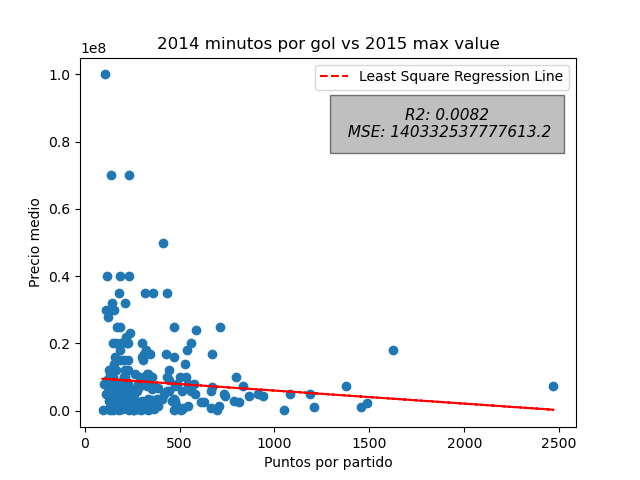 2014 minutos por gol vs 2015 max value
1e8
Least Square Regression Line
R2: 0.0082
MSE: 140332537777613.2
1.0
0.8
0.6
0.4
0.2
0.0
Precio medio
0 500 1000 1500 2000 2500
Puntos por partido